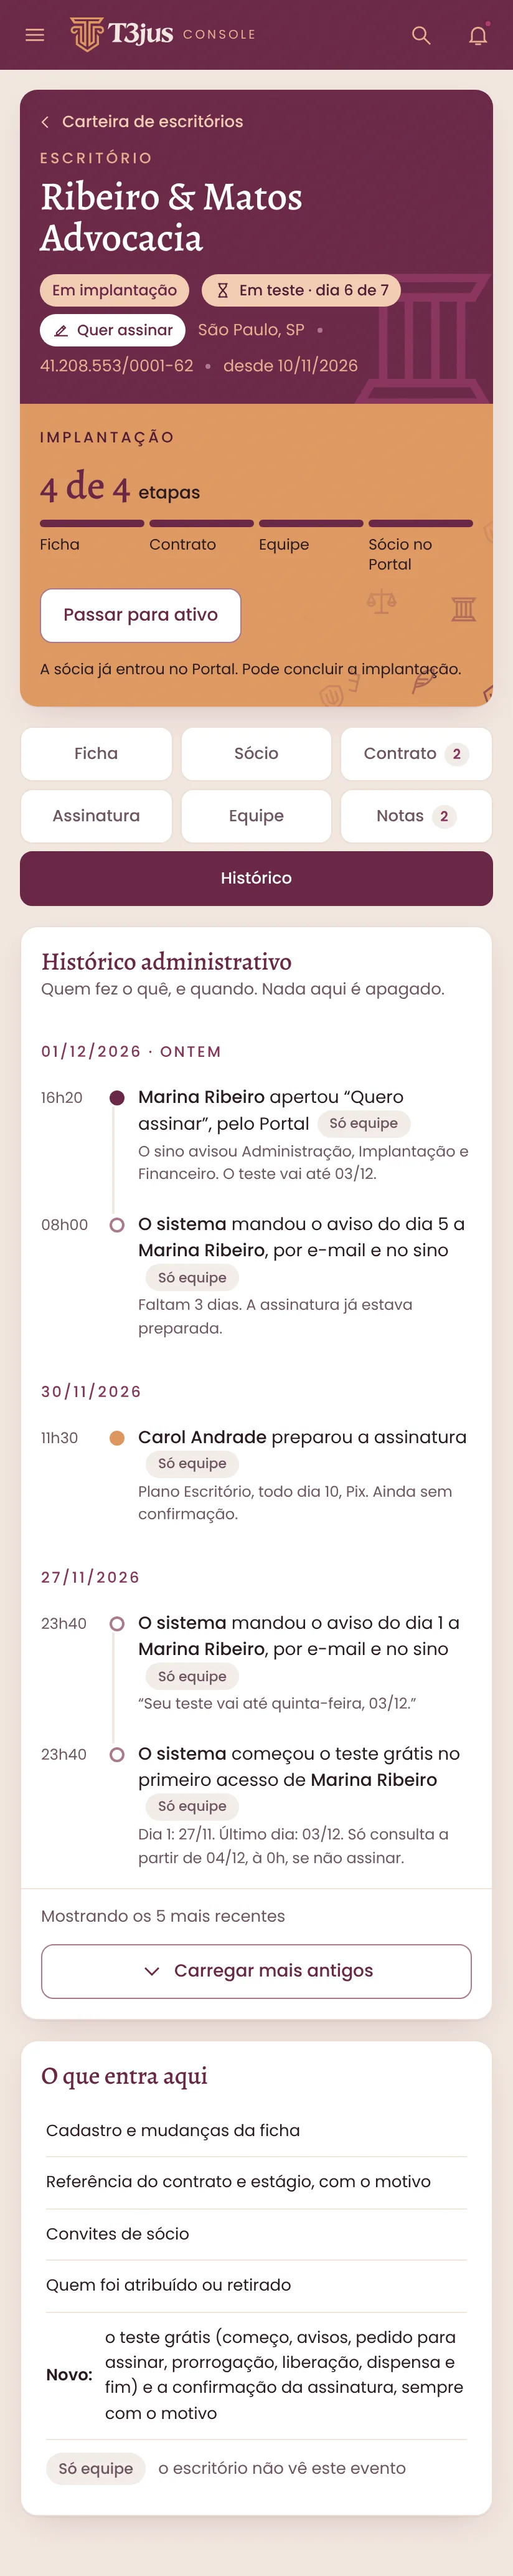 T3jus CONSOLE
Carteira de escritórios
ESCRITÓRIO
Ribeiro & Matos
Advocacia
Em implantação
Em teste · dia 6 de 7
Quer assinar
São Paulo, SP •
41.208.553/0001-62 • desde 10/11/2026
IMPLANTAÇÃO
4 de 4 etapas
Ficha
Contrato
Equipe
Sócio no
Portal
Passar para ativo
A sócia já entrou no Portal. Pode concluir a implantação.
Ficha
Sócio
Contrato 2
Assinatura
Equipe
Notas 2
Histórico
Histórico administrativo
Quem fez o quê, e quando. Nada aqui é apagado.
01/12/2026 · ONTEM
16h20
Marina Ribeiro apertou “Quero
assinar”, pelo Portal Só equipe
O sino avisou Administração, Implantação e
Financeiro. O teste vai até 03/12.
08h00
O sistema mandou o aviso do dia 5 a
Marina Ribeiro, por e-mail e no sino
Só equipe
Faltam 3 dias. A assinatura já estava
preparada.
30/11/2026
11h30
Carol Andrade preparou a assinatura
Só equipe
Plano Escritório, todo dia 10, Pix. Ainda sem
confirmação.
27/11/2026
23h40
O sistema mandou o aviso do dia 1 a
Marina Ribeiro, por e-mail e no sino
Só equipe
“Seu teste vai até quinta-feira, 03/12.”
23h40
O sistema começou o teste grátis no
primeiro acesso de Marina Ribeiro
Só equipe
Dia 1: 27/11. Último dia: 03/12. Só consulta a
partir de 04/12, à 0h, se não assinar.
Mostrando os 5 mais recentes
Carregar mais antigos
O que entra aqui
Cadastro e mudanças da ficha
Referência do contrato e estágio, com o motivo
Convites de sócio
Quem foi atribuído ou retirado
Novo:
o teste grátis (começo, avisos, pedido para
assinar, prorrogação, liberação, dispensa e
fim) e a confirmação da assinatura, sempre
com o motivo
Só equipe o escritório não vê este evento